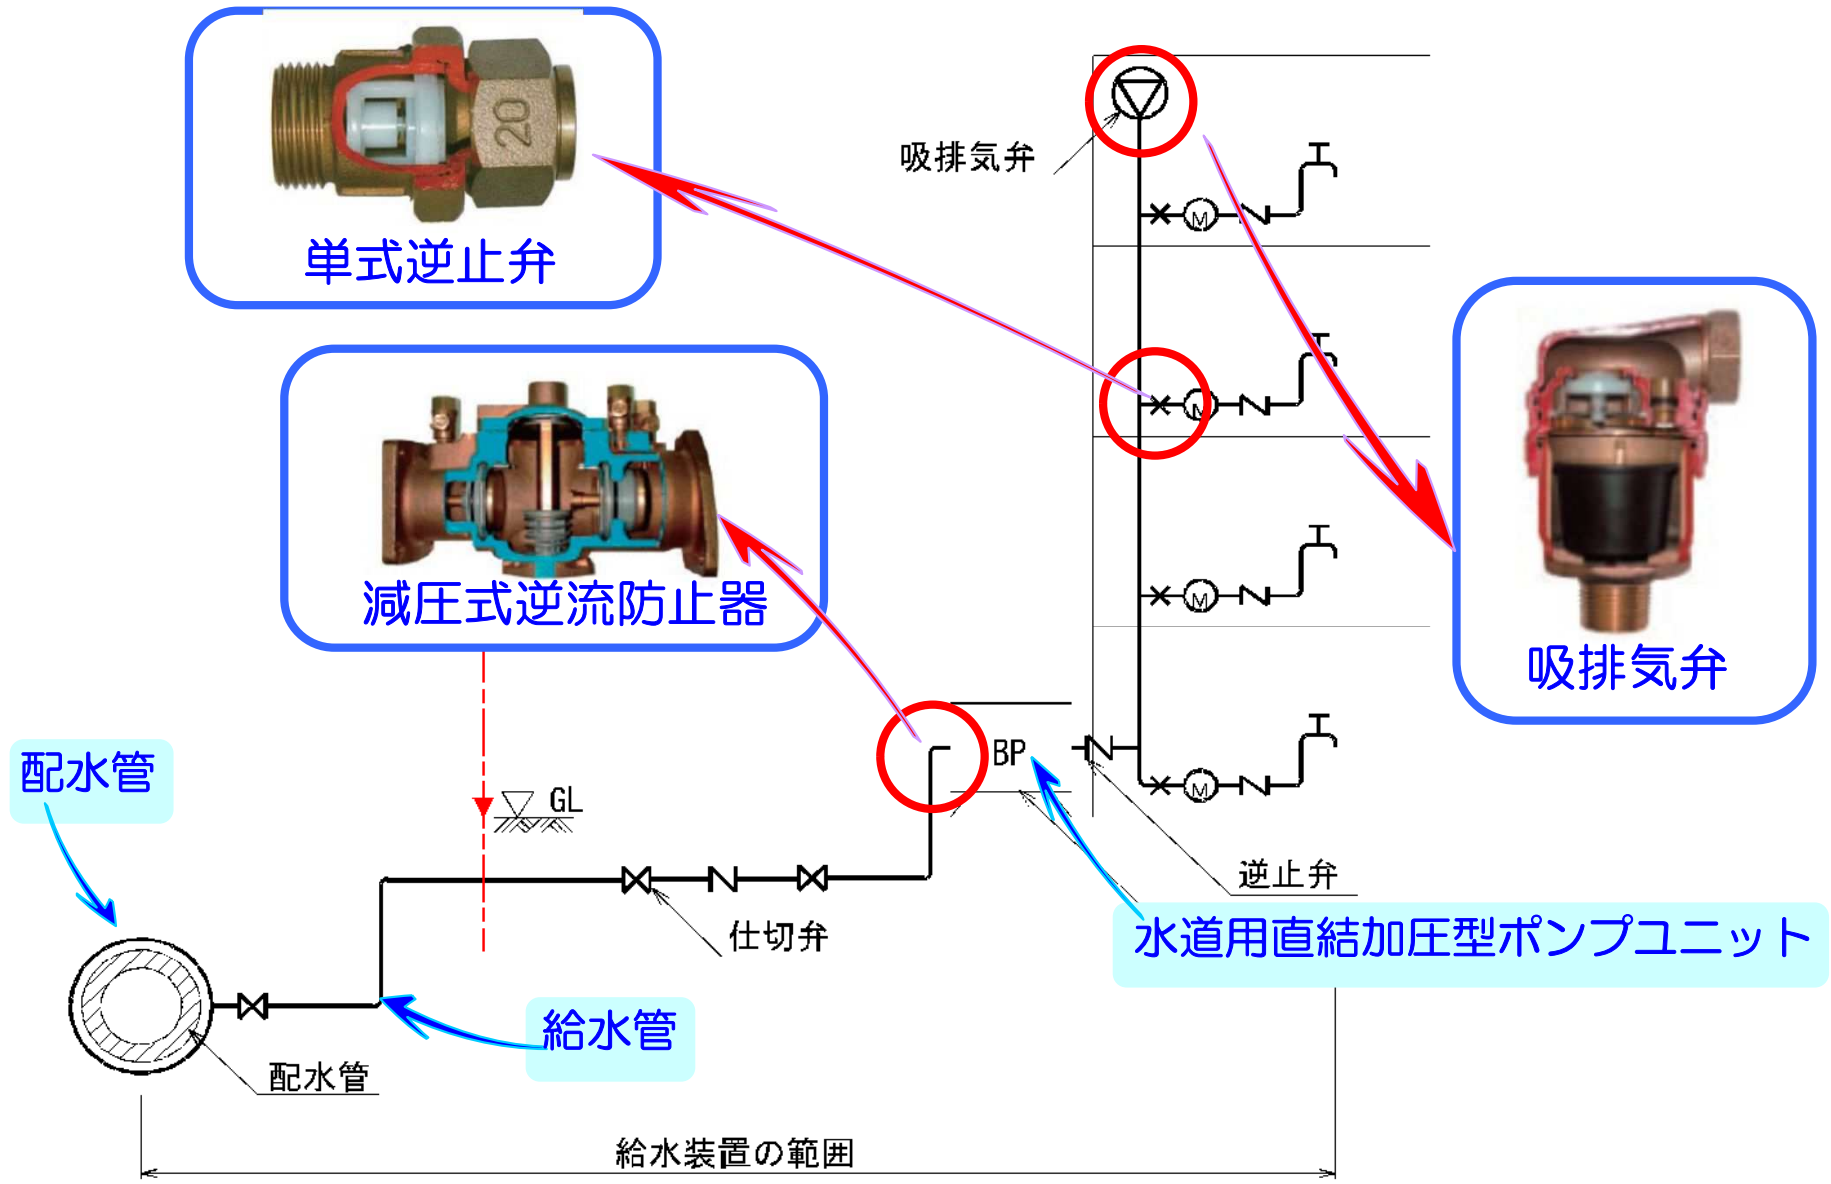 20
単式逆止弁
吸排気弁
M
M
減圧式逆流防止器
吸排気弁
M
配水管
GL
BP
M
逆止弁
仕切弁
水道用直結加圧型ポンプユニット
給水管
配水管
給水装置の範囲